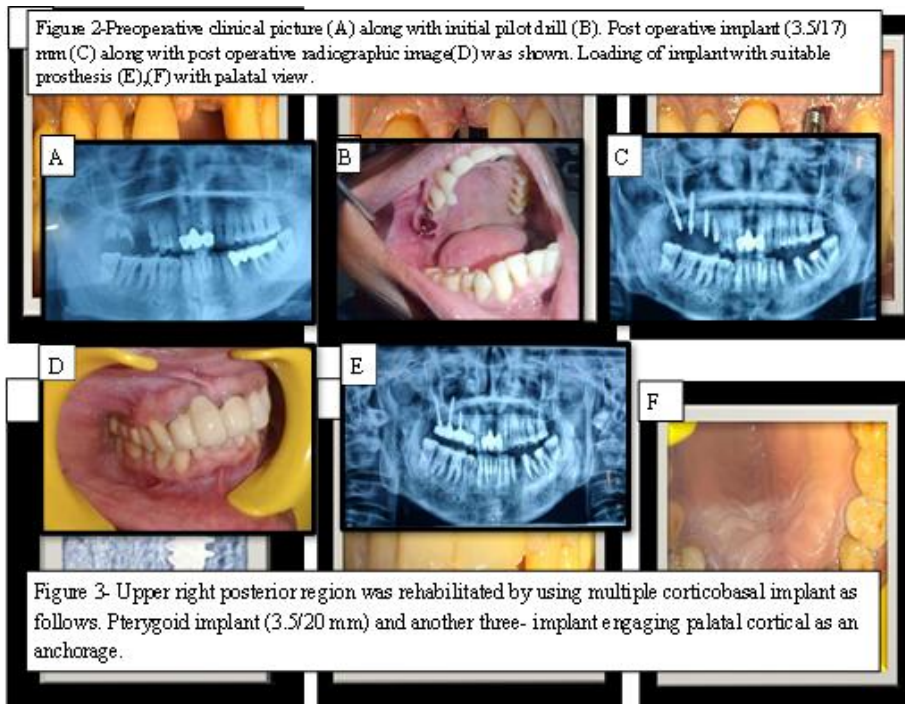 Figure 2-Preoperative clinical picture (A) along with initial pilot drill (B). Post operative implant (3.5/17)
mm (C) along with post operative radiographic image(D) was shown. Loading of implant with suitable
prosthesis (E),(F) with palatal view.
A
B
C
D
E
F
Figure 3- Upper right posterior region was rehabilitated by using multiple corticobasal implant as
follows. Pterygoid implant (3.5/20 mm) and another three- implant engaging palatal cortical as an
anchorage.